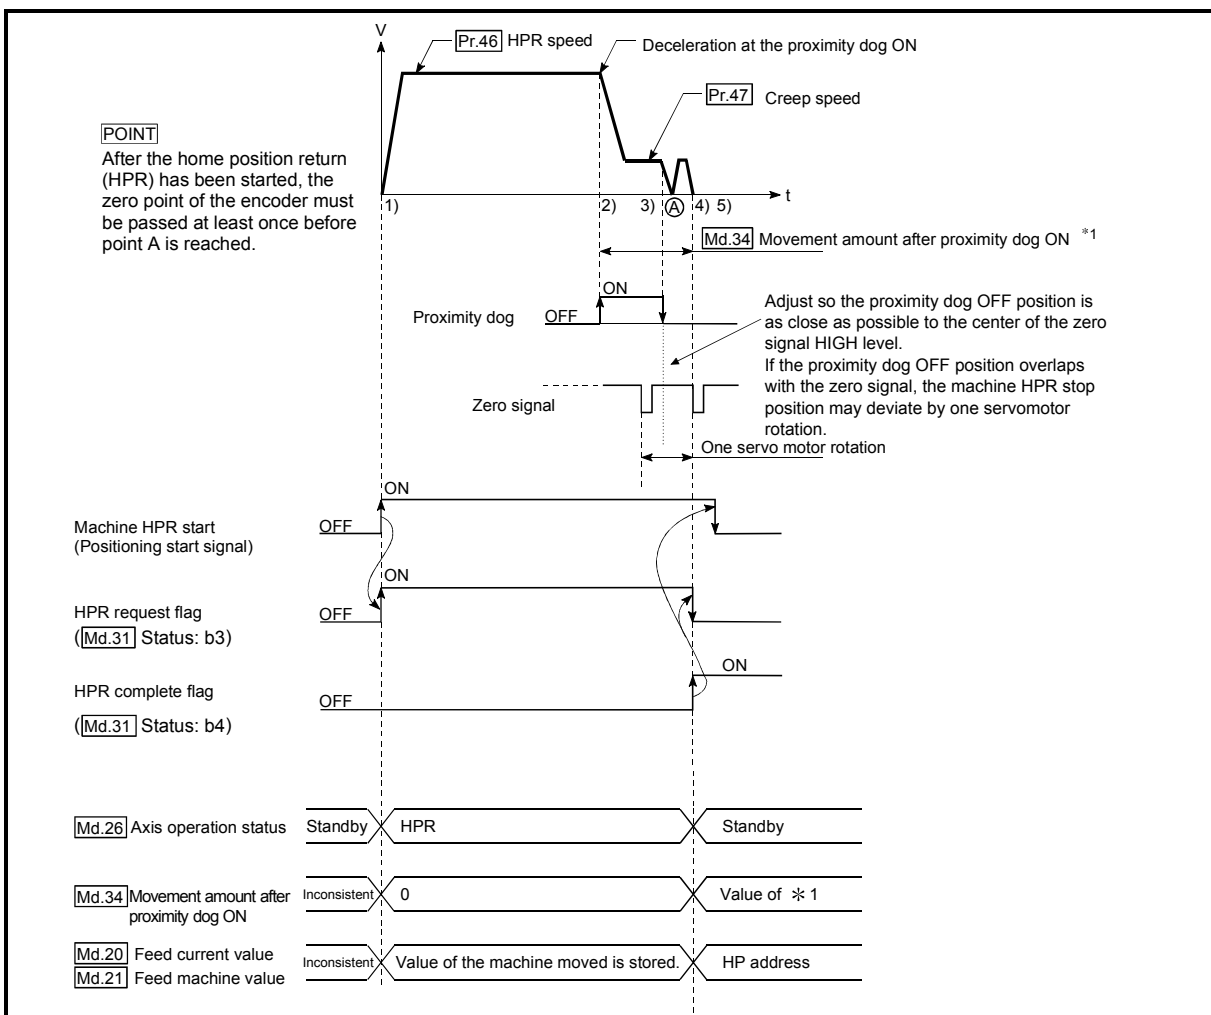 V
Pr.46 HPR speed
Deceleration at the proximity dog ON
Pr.47 Creep speed
POINT
After the home position return
(HPR) has been started, the
zero point of the encoder must
be passed at least once before
point A is reached.
t
1) 2) 3) A 4) 5)
Md.34 Movement amount after proximity dog ON *1
ON
Proximity dog OFF
Adjust so the proximity dog OFF position is
as close as possible to the center of the zero
signal HIGH level.
If the proximity dog OFF position overlaps
with the zero signal, the machine HPR stop
position may deviate by one servomotor
rotation.
Zero signal
One servo motor rotation
ON
Machine HPR start
(Positioning start signal)
OFF
ON
HPR request flag
(Md.31 Status: b3)
OFF
ON
HPR complete flag
(Md.31 Status: b4)
OFF
Md.26 Axis operation status Standby HPR Standby
Md.34 Movement amount after
proximity dog ON
Inconsistent 0 Value of *1
Md.20 Feed current value
Md.21 Feed machine value
Inconsistent Value of the machine moved is stored. HP address